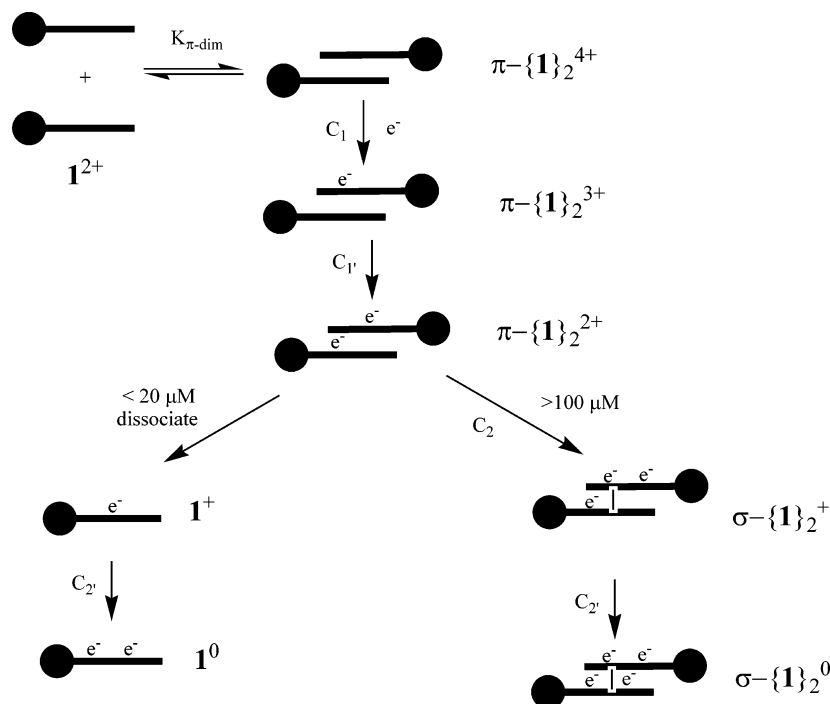 K_π-dim
+
π−{1}₂⁴⁺
C₁ e⁻
1²⁺
e⁻
π−{1}₂³⁺
C₁'
e⁻
π−{1}₂²⁺
e⁻
< 20 μM
dissociate
>100 μM
C₂
e⁻ e⁻
e⁻
1⁺
e⁻
σ−{1}₂⁺
C₂'
C₂'
e⁻ e⁻
1⁰
e⁻ e⁻
e⁻ e⁻
σ−{1}₂⁰